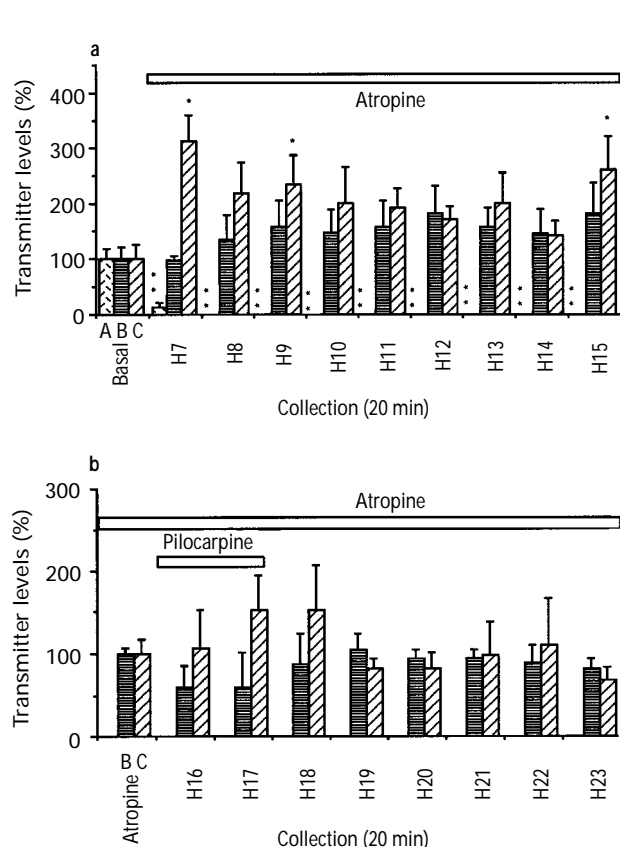 a
Transmitter levels (%)
400
300
200
100
0
Atropine
*
*
*
* *
* *
* *
* *
* *
* *
* *
* *
* *
A B C
Basal
H7
H8
H9
H10
H11
H12
H13
H14
H15
Collection (20 min)
b
Transmitter levels (%)
300
200
100
0
Atropine
Pilocarpine
B C
Atropine
H16
H17
H18
H19
H20
H21
H22
H23
Collection (20 min)